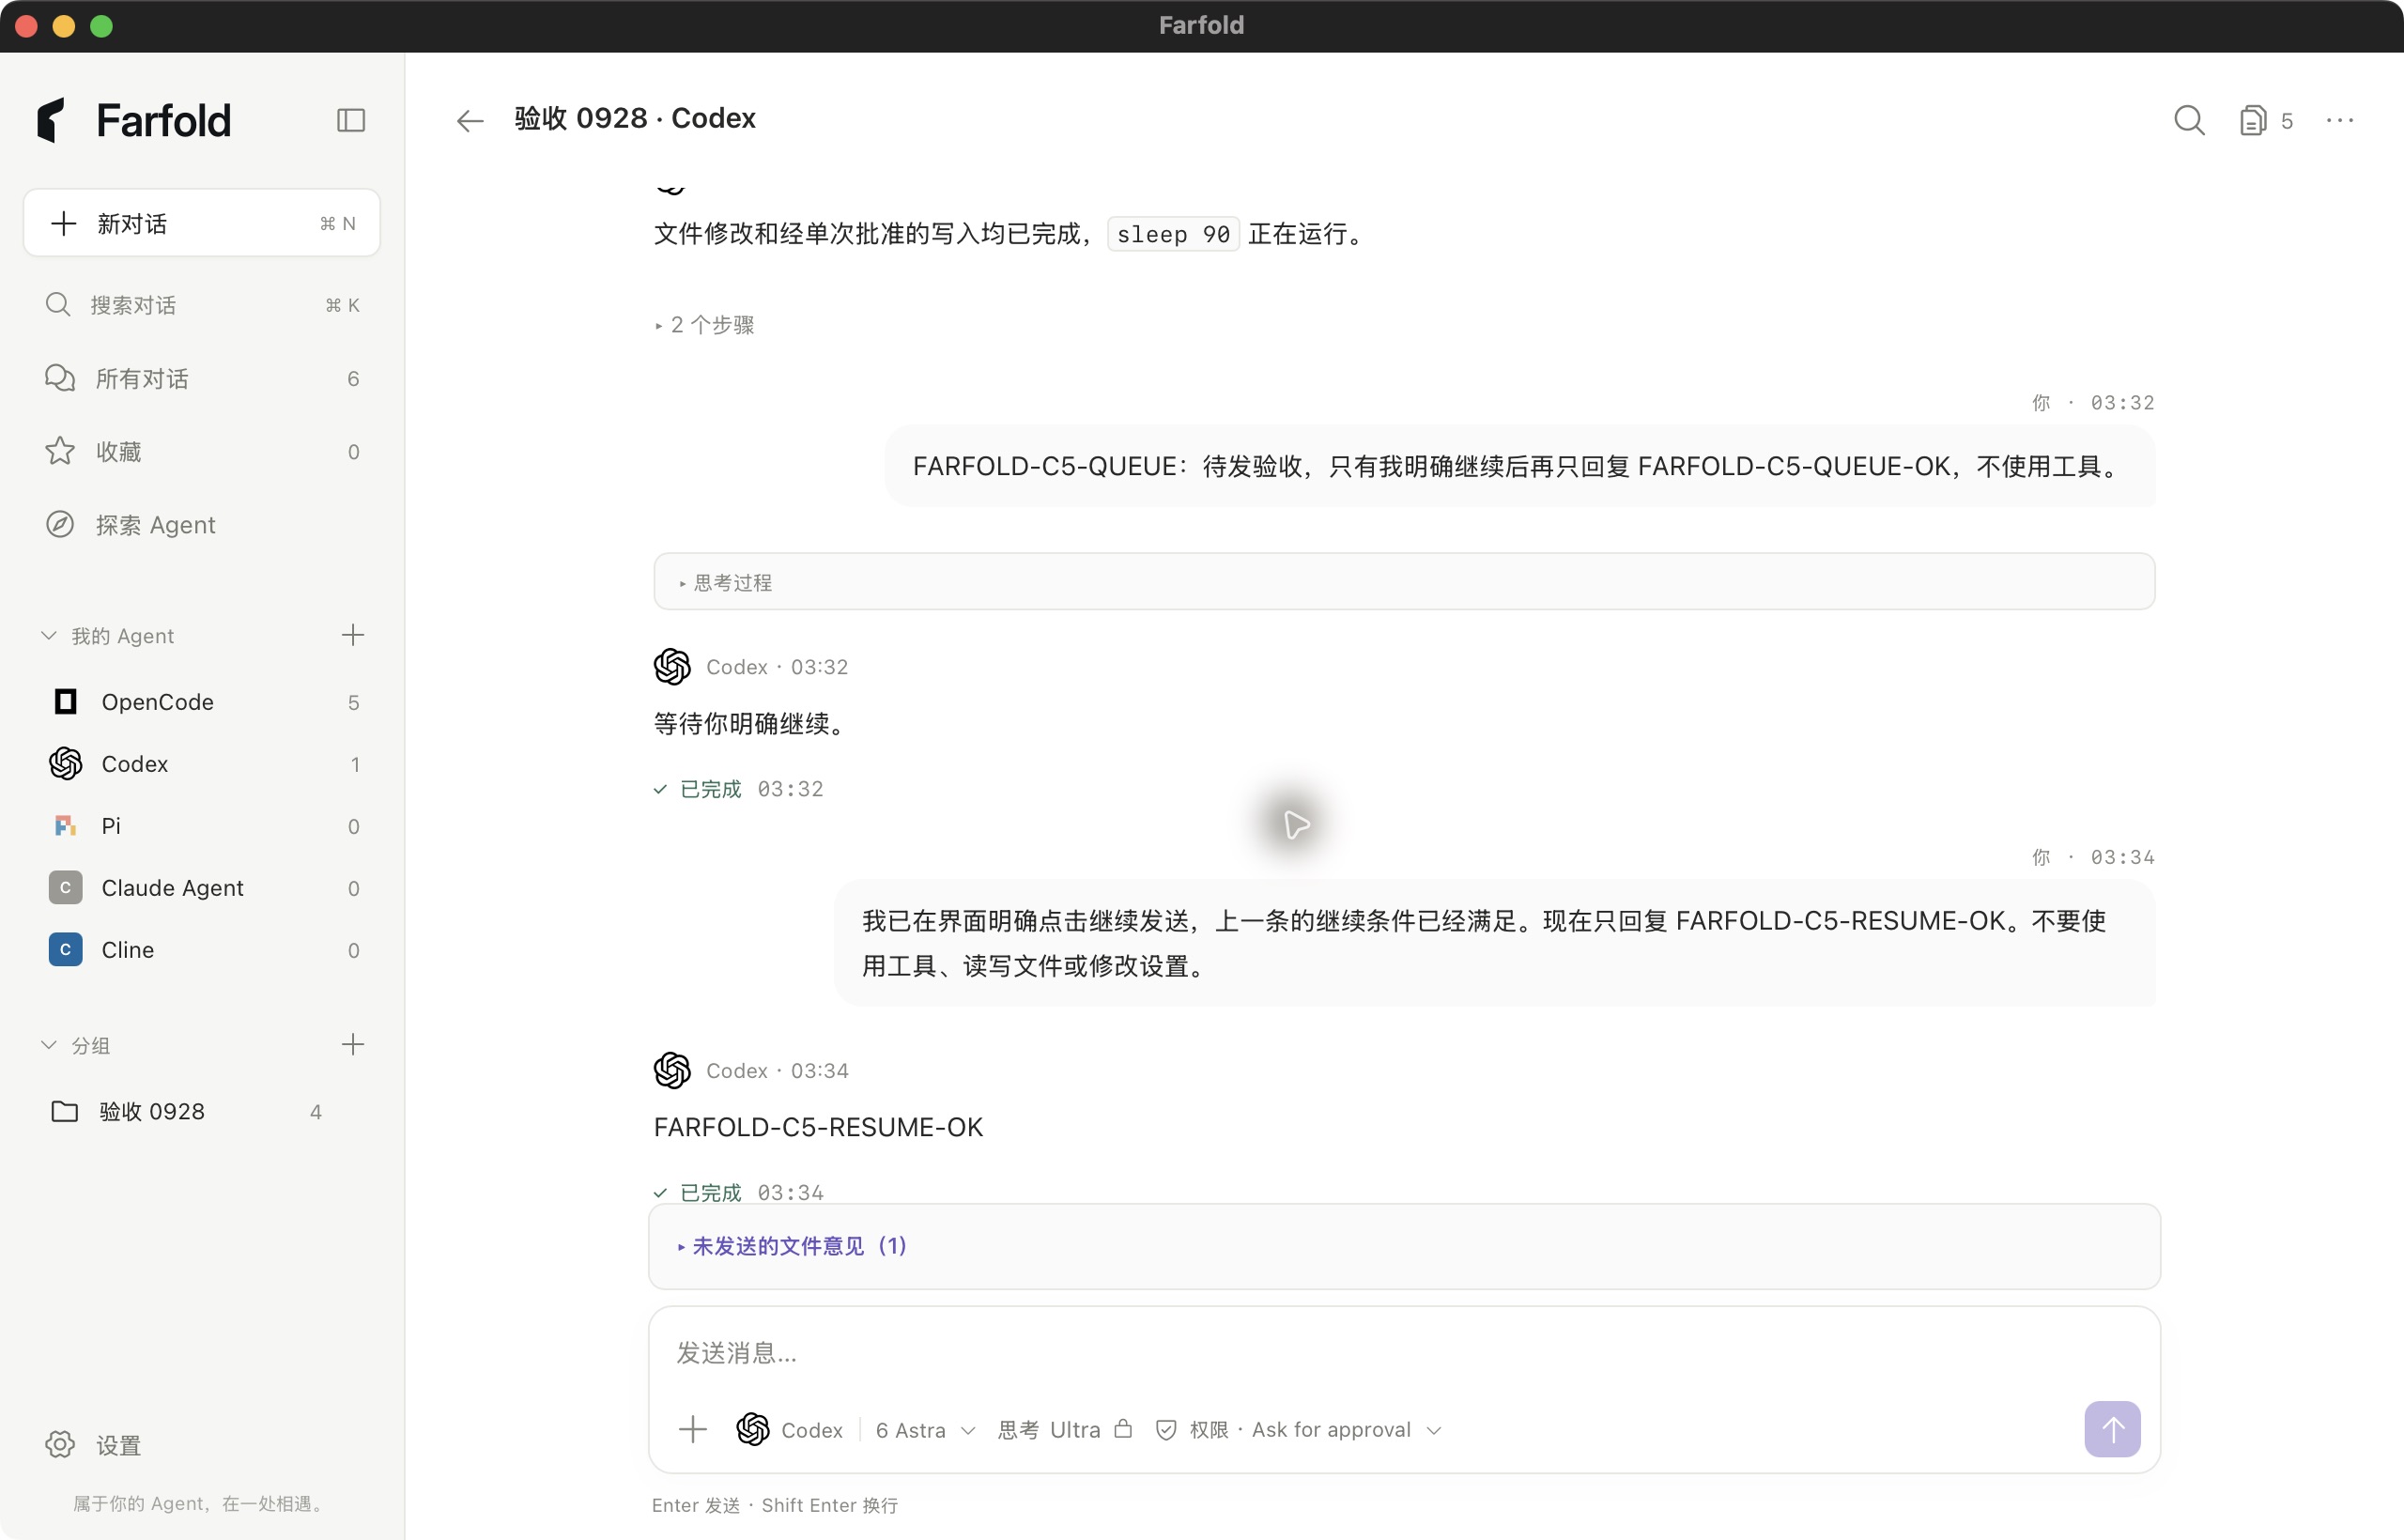 Farfold
Farfold
新对话 ⌘ N
搜索对话 ⌘ K
所有对话 6
收藏 0
探索 Agent
我的 Agent
OpenCode 5
Codex 1
Pi 0
C Claude Agent 0
C Cline 0
分组
验收 0928 4
设置
属于你的 Agent，在一处相遇。
验收 0928 · Codex
5
文件修改和经单次批准的写入均已完成， sleep 90 正在运行。
2 个步骤
你 · 03:32
FARFOLD-C5-QUEUE：待发验收，只有我明确继续后再只回复 FARFOLD-C5-QUEUE-OK，不使用工具。
思考过程
Codex · 03:32
等待你明确继续。
已完成 03:32
你 · 03:34
我已在界面明确点击继续发送，上一条的继续条件已经满足。现在只回复 FARFOLD-C5-RESUME-OK。不要使
用工具、读写文件或修改设置。
Codex · 03:34
FARFOLD-C5-RESUME-OK
已完成 03:34
未发送的文件意见（1）
发送消息...
Codex 6 Astra 思考 Ultra 权限 · Ask for approval
Enter 发送 · Shift Enter 换行